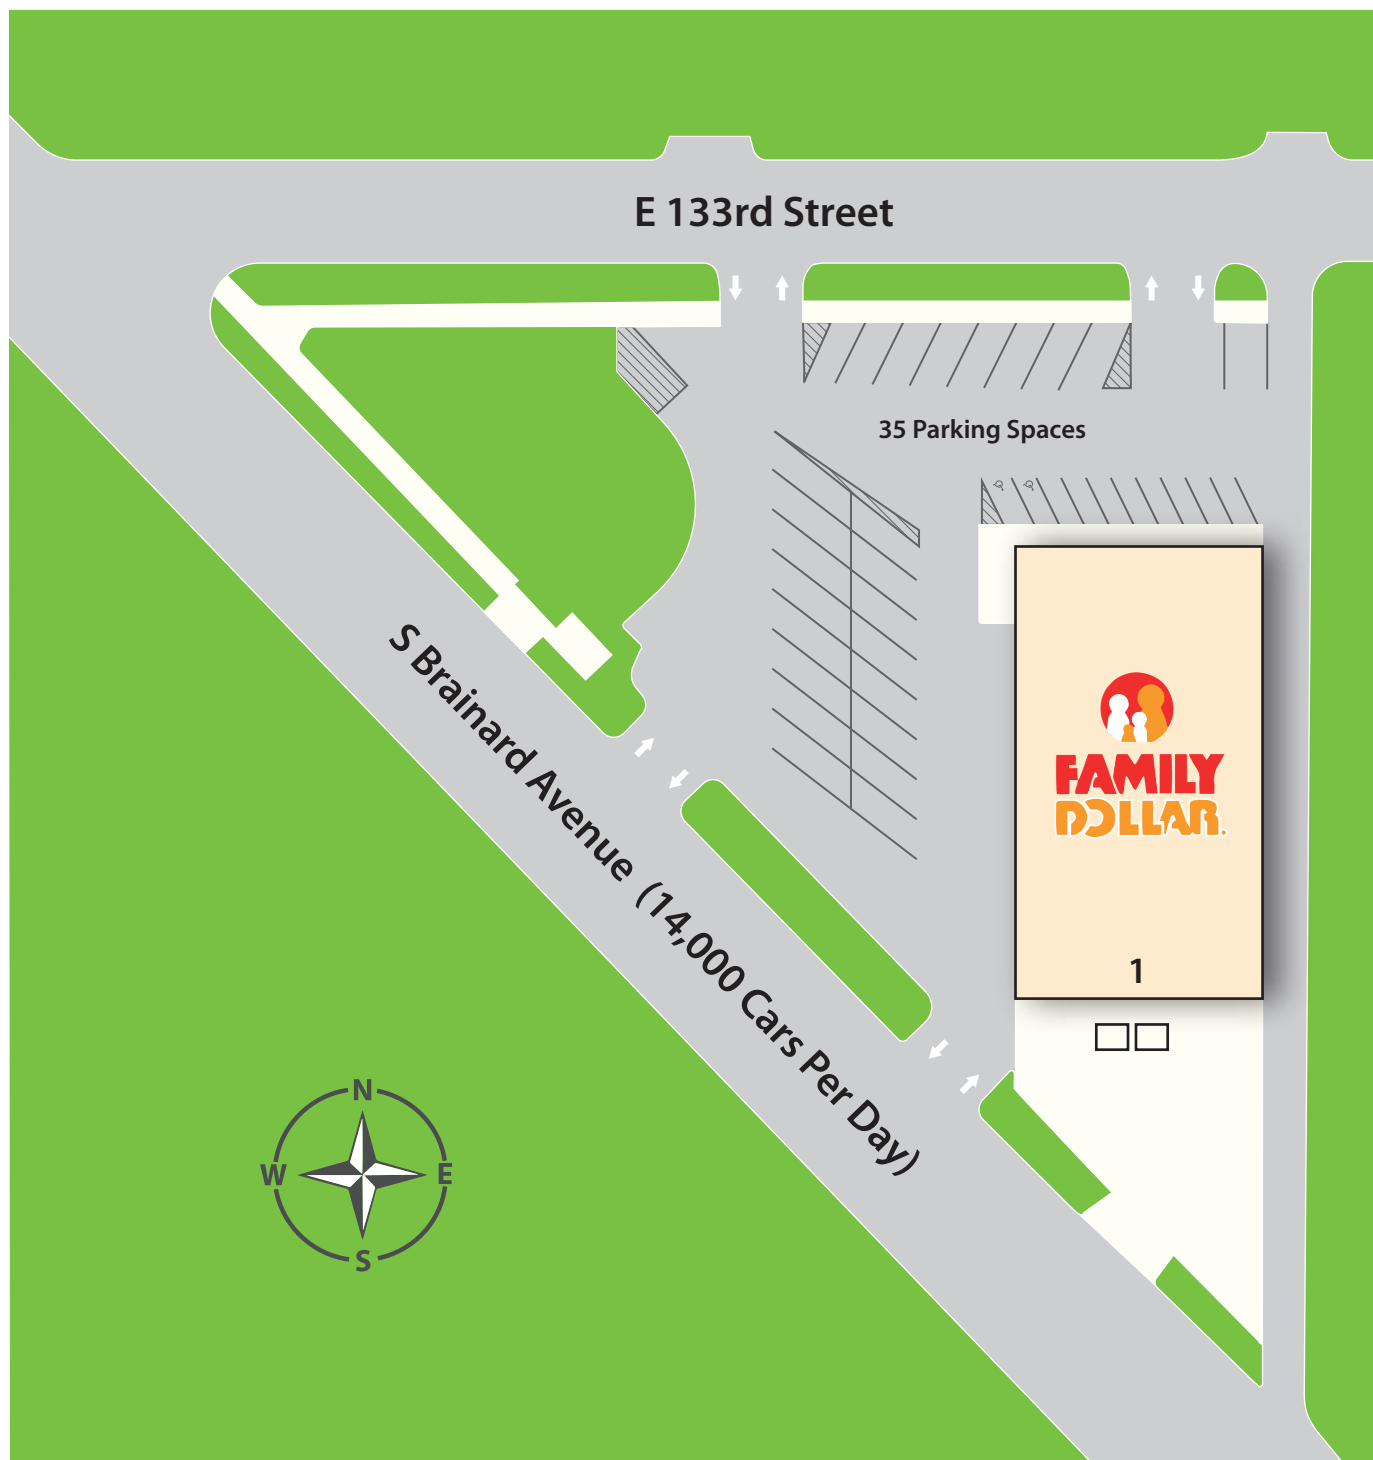 E 133rd Street
35 Parking Spaces
S Brainard Avenue (14,000 Cars Per Day)
FAMILY
DOLLAR.
1
N
W E
S